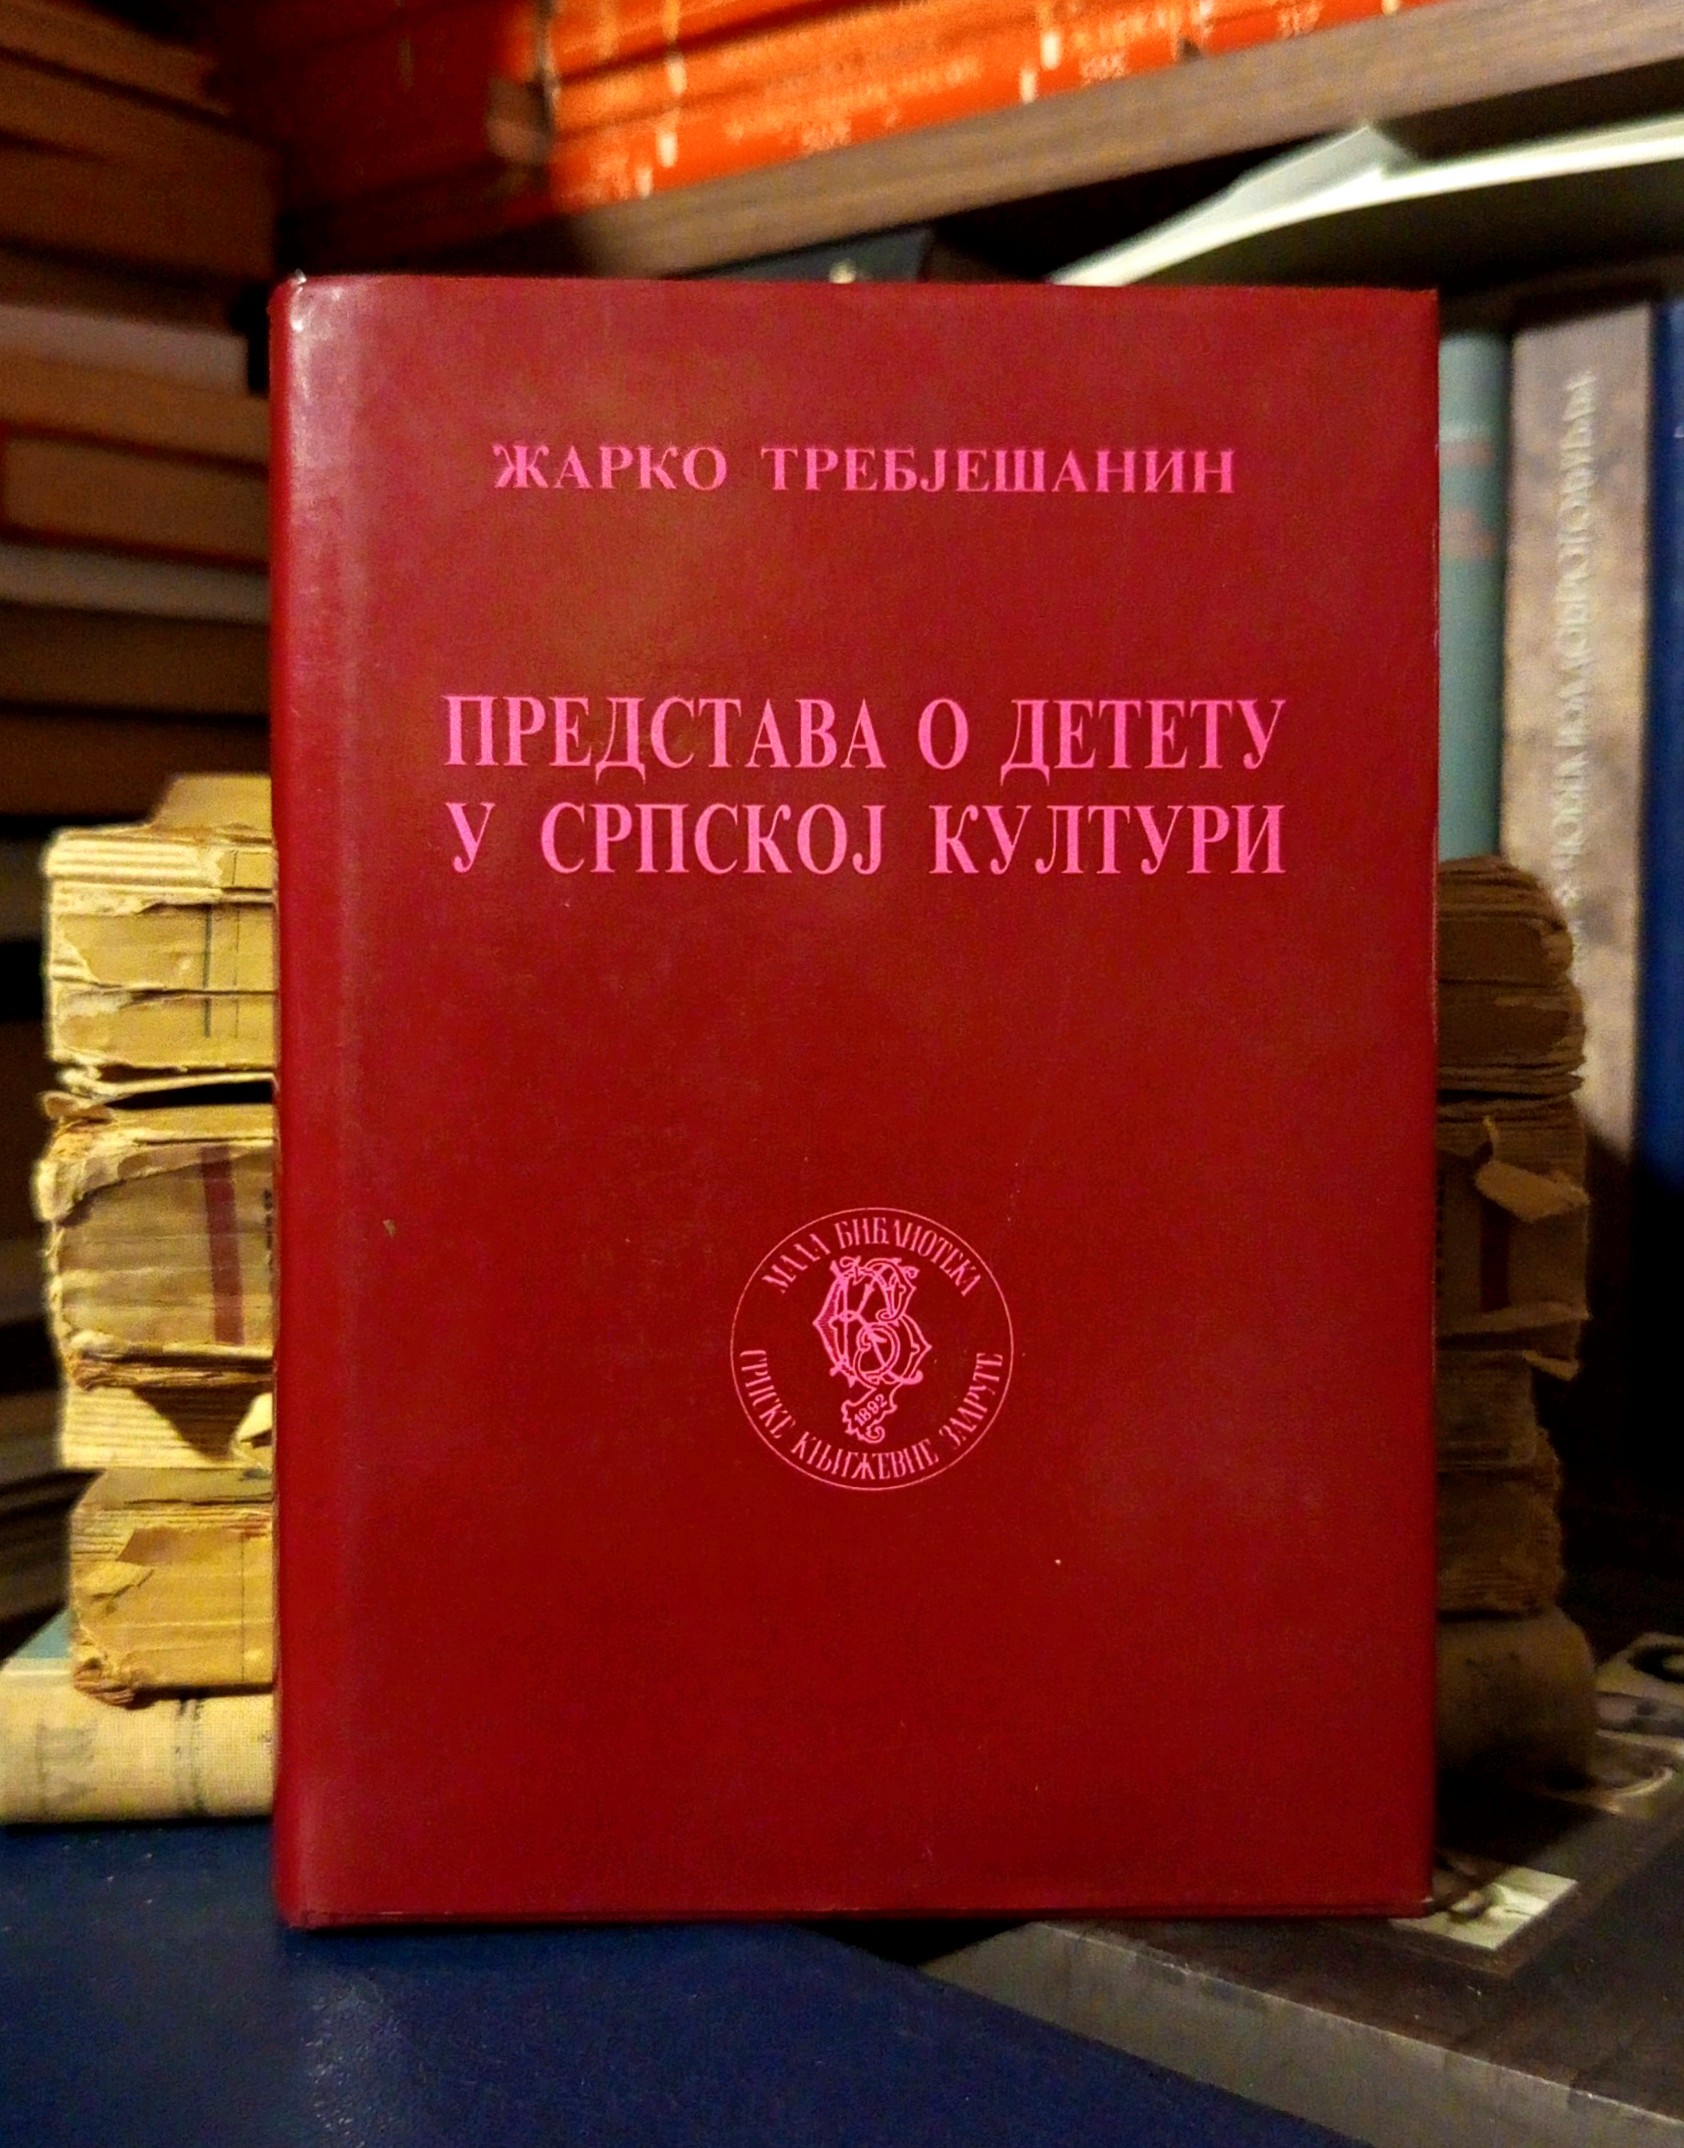 ЖАРКО ТРЕБЈЕШАНИН
ПРЕДСТАВА О ДЕТЕТУ
У СРПСКОЈ КУЛТУРИ
МАЛА БИБЛИОТЕКА
1892
СРПСКЕ КЊИЖЕВНЕ ЗАДРУГЕ